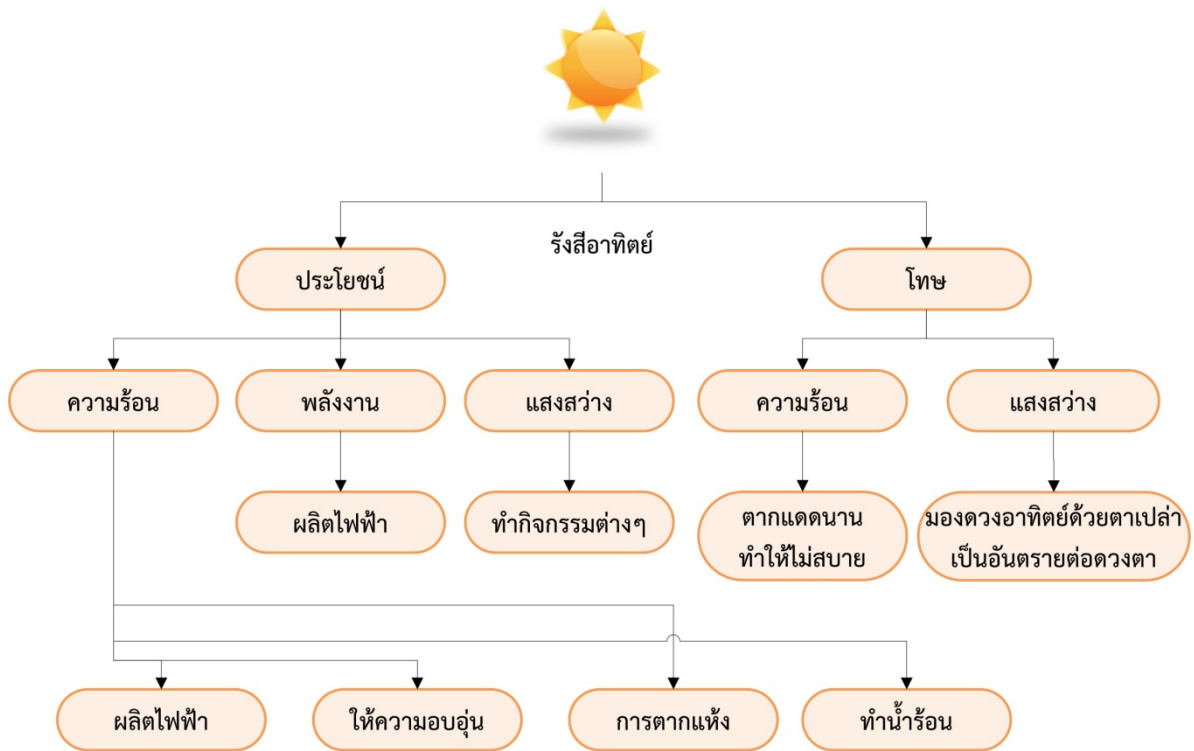 รังสีอาทิตย์
ประโยชน์
โทษ
ความร้อน
พลังงาน
แสงสว่าง
ความร้อน
แสงสว่าง
ผลิตไฟฟ้า
ทำกิจกรรมต่างๆ
ตากแดดนาน
ทำให้ไม่สบาย
มองดวงอาทิตย์ด้วยตาเปล่า
เป็นอันตรายต่อดวงตา
ผลิตไฟฟ้า
ให้ความอบอุ่น
การตากแห้ง
ทำน้ำร้อน